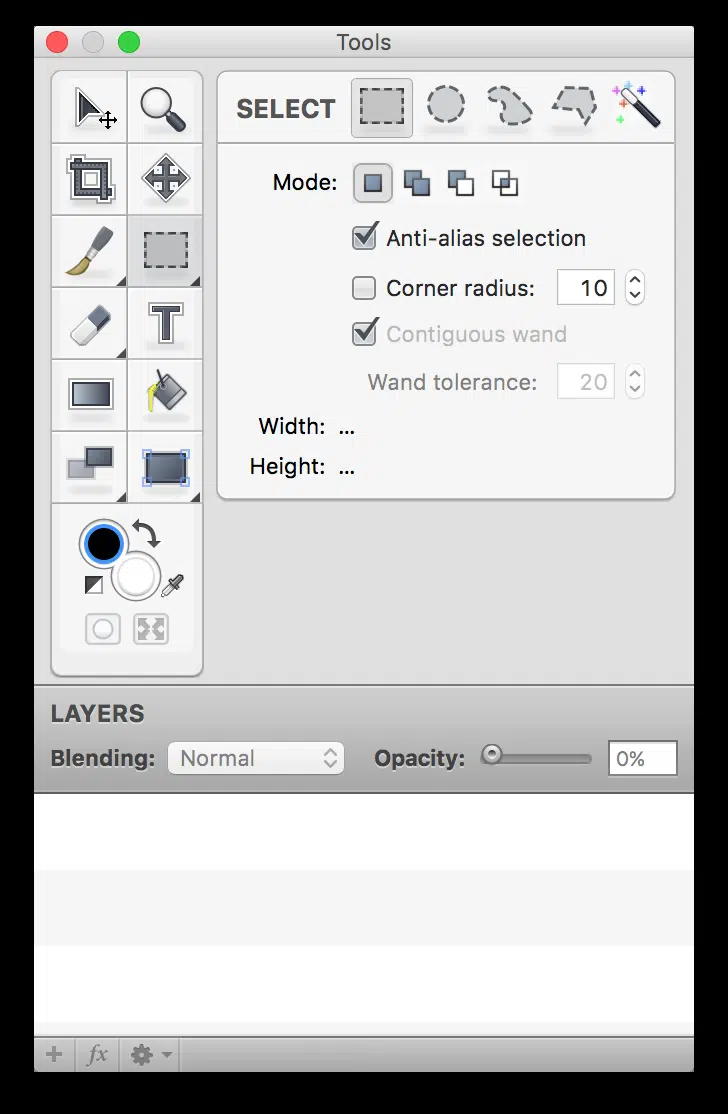 Tools
SELECT
Mode:
Anti-alias selection
Corner radius: 10
Contiguous wand
Wand tolerance: 20
Width: ...
Height: ...
T
LAYERS
Blending: Normal Opacity: 0%
fx